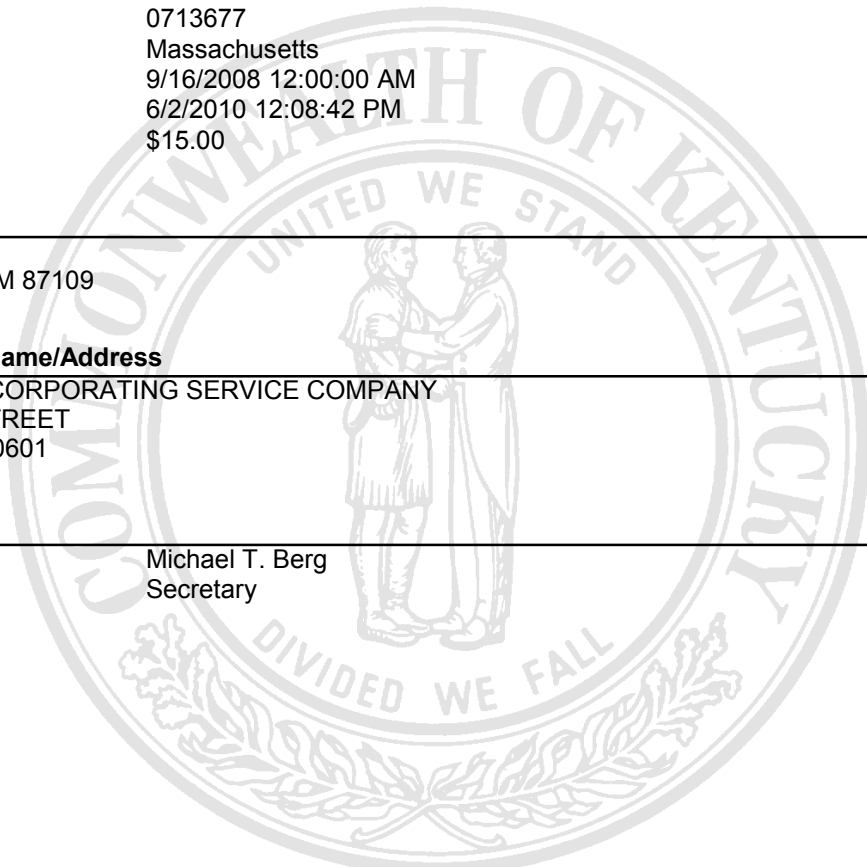 0713677
Massachusetts
9/16/2008 12:00:00 AM
6/2/2010 12:08:42 PM
$15.00
COMMONWEALTH OF KENTUCKY
UNITED WE STAND
M 87109
ame/Address
CORPORATING SERVICE COMPANY
TREET
0601
Michael T. Berg
Secretary
DIVIDED WE FALL